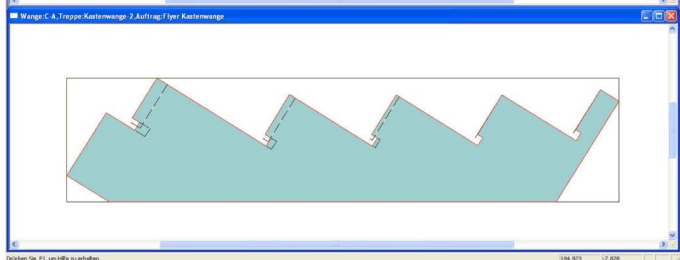 Wange:C-A,Treppe:Kastenwange-2,Auftrag:Flyer Kastenwange
Drücken Sie F1, um Hilfe zu erhalten.
184.923 -7.828